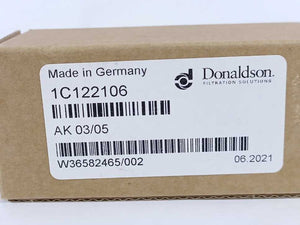 Made in Germany
Donaldson.
FILTRATION SOLUTIONS
1C122106
AK 03/05
W36582465/002
06.2021